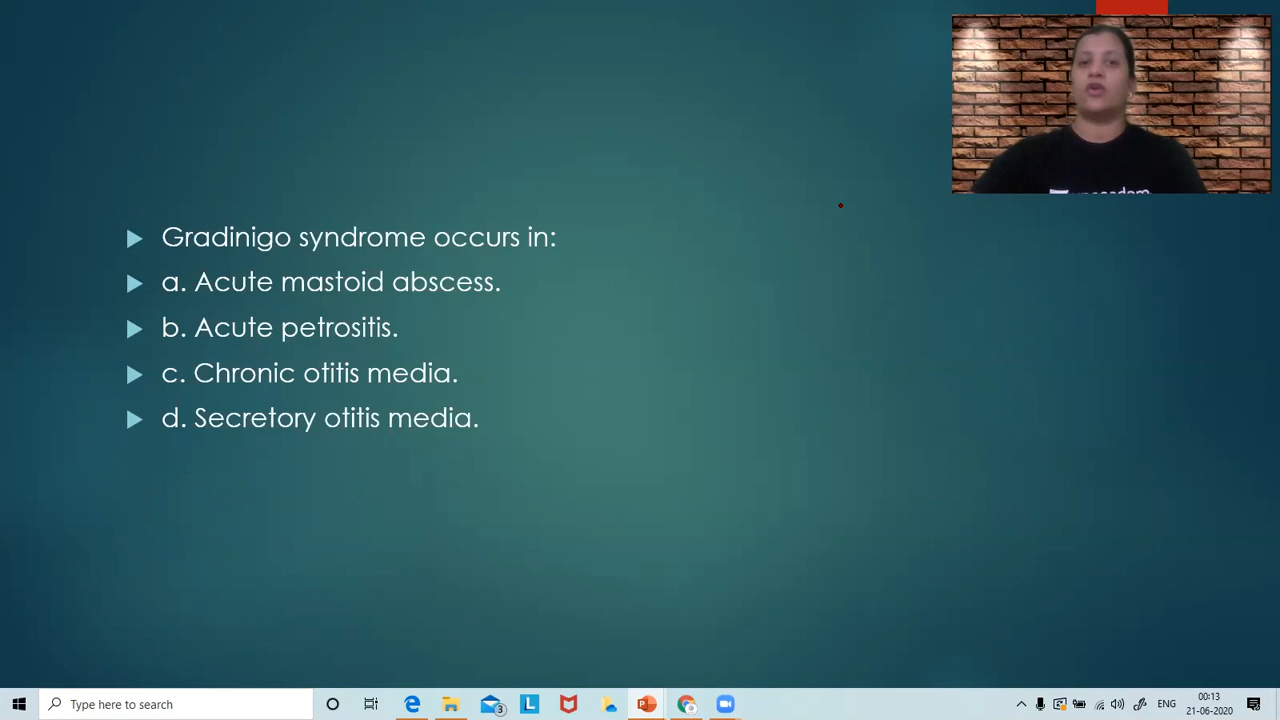 Gradinigo syndrome occurs in:
a. Acute mastoid abscess.
b. Acute petrositis.
c. Chronic otitis media.
d. Secretory otitis media.
Type here to search
3
L
ENG
00:13
21-06-2020